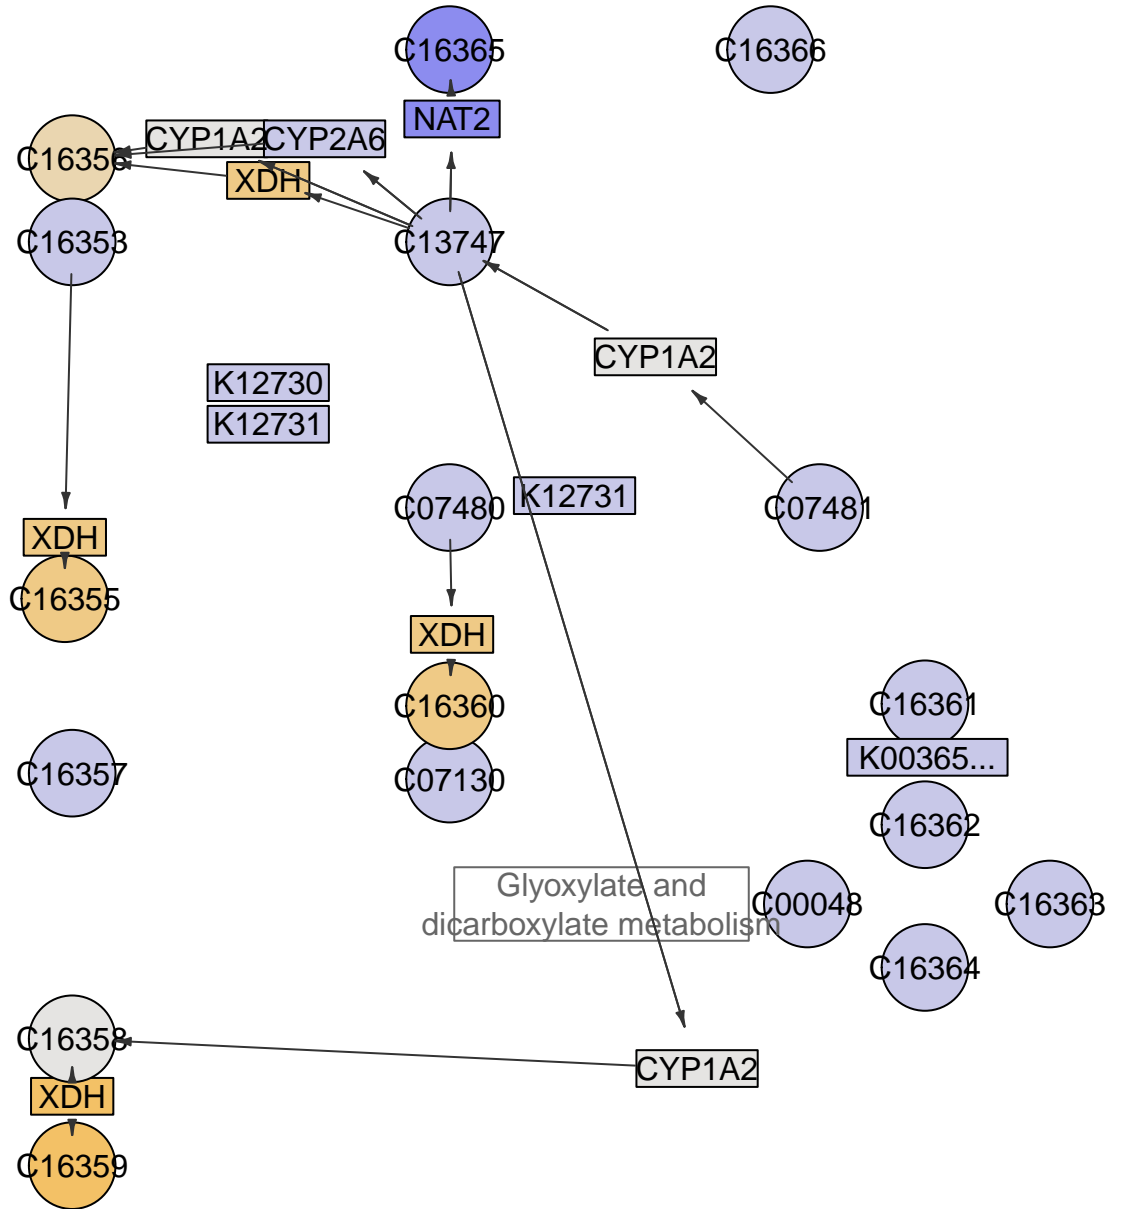 C16365
C16366
NAT2
CYP1A2
CYP2A6
C16356
XDH
C16353
C13747
CYP1A2
K12730
K12731
K12731
C07480
C07481
XDH
C16355
XDH
C16361
C16360
K00365...
C16357
C07130
C16362
Glyoxylate and
dicarboxylate metabolism
C00048
C16363
C16364
C16358
CYP1A2
XDH
C16359